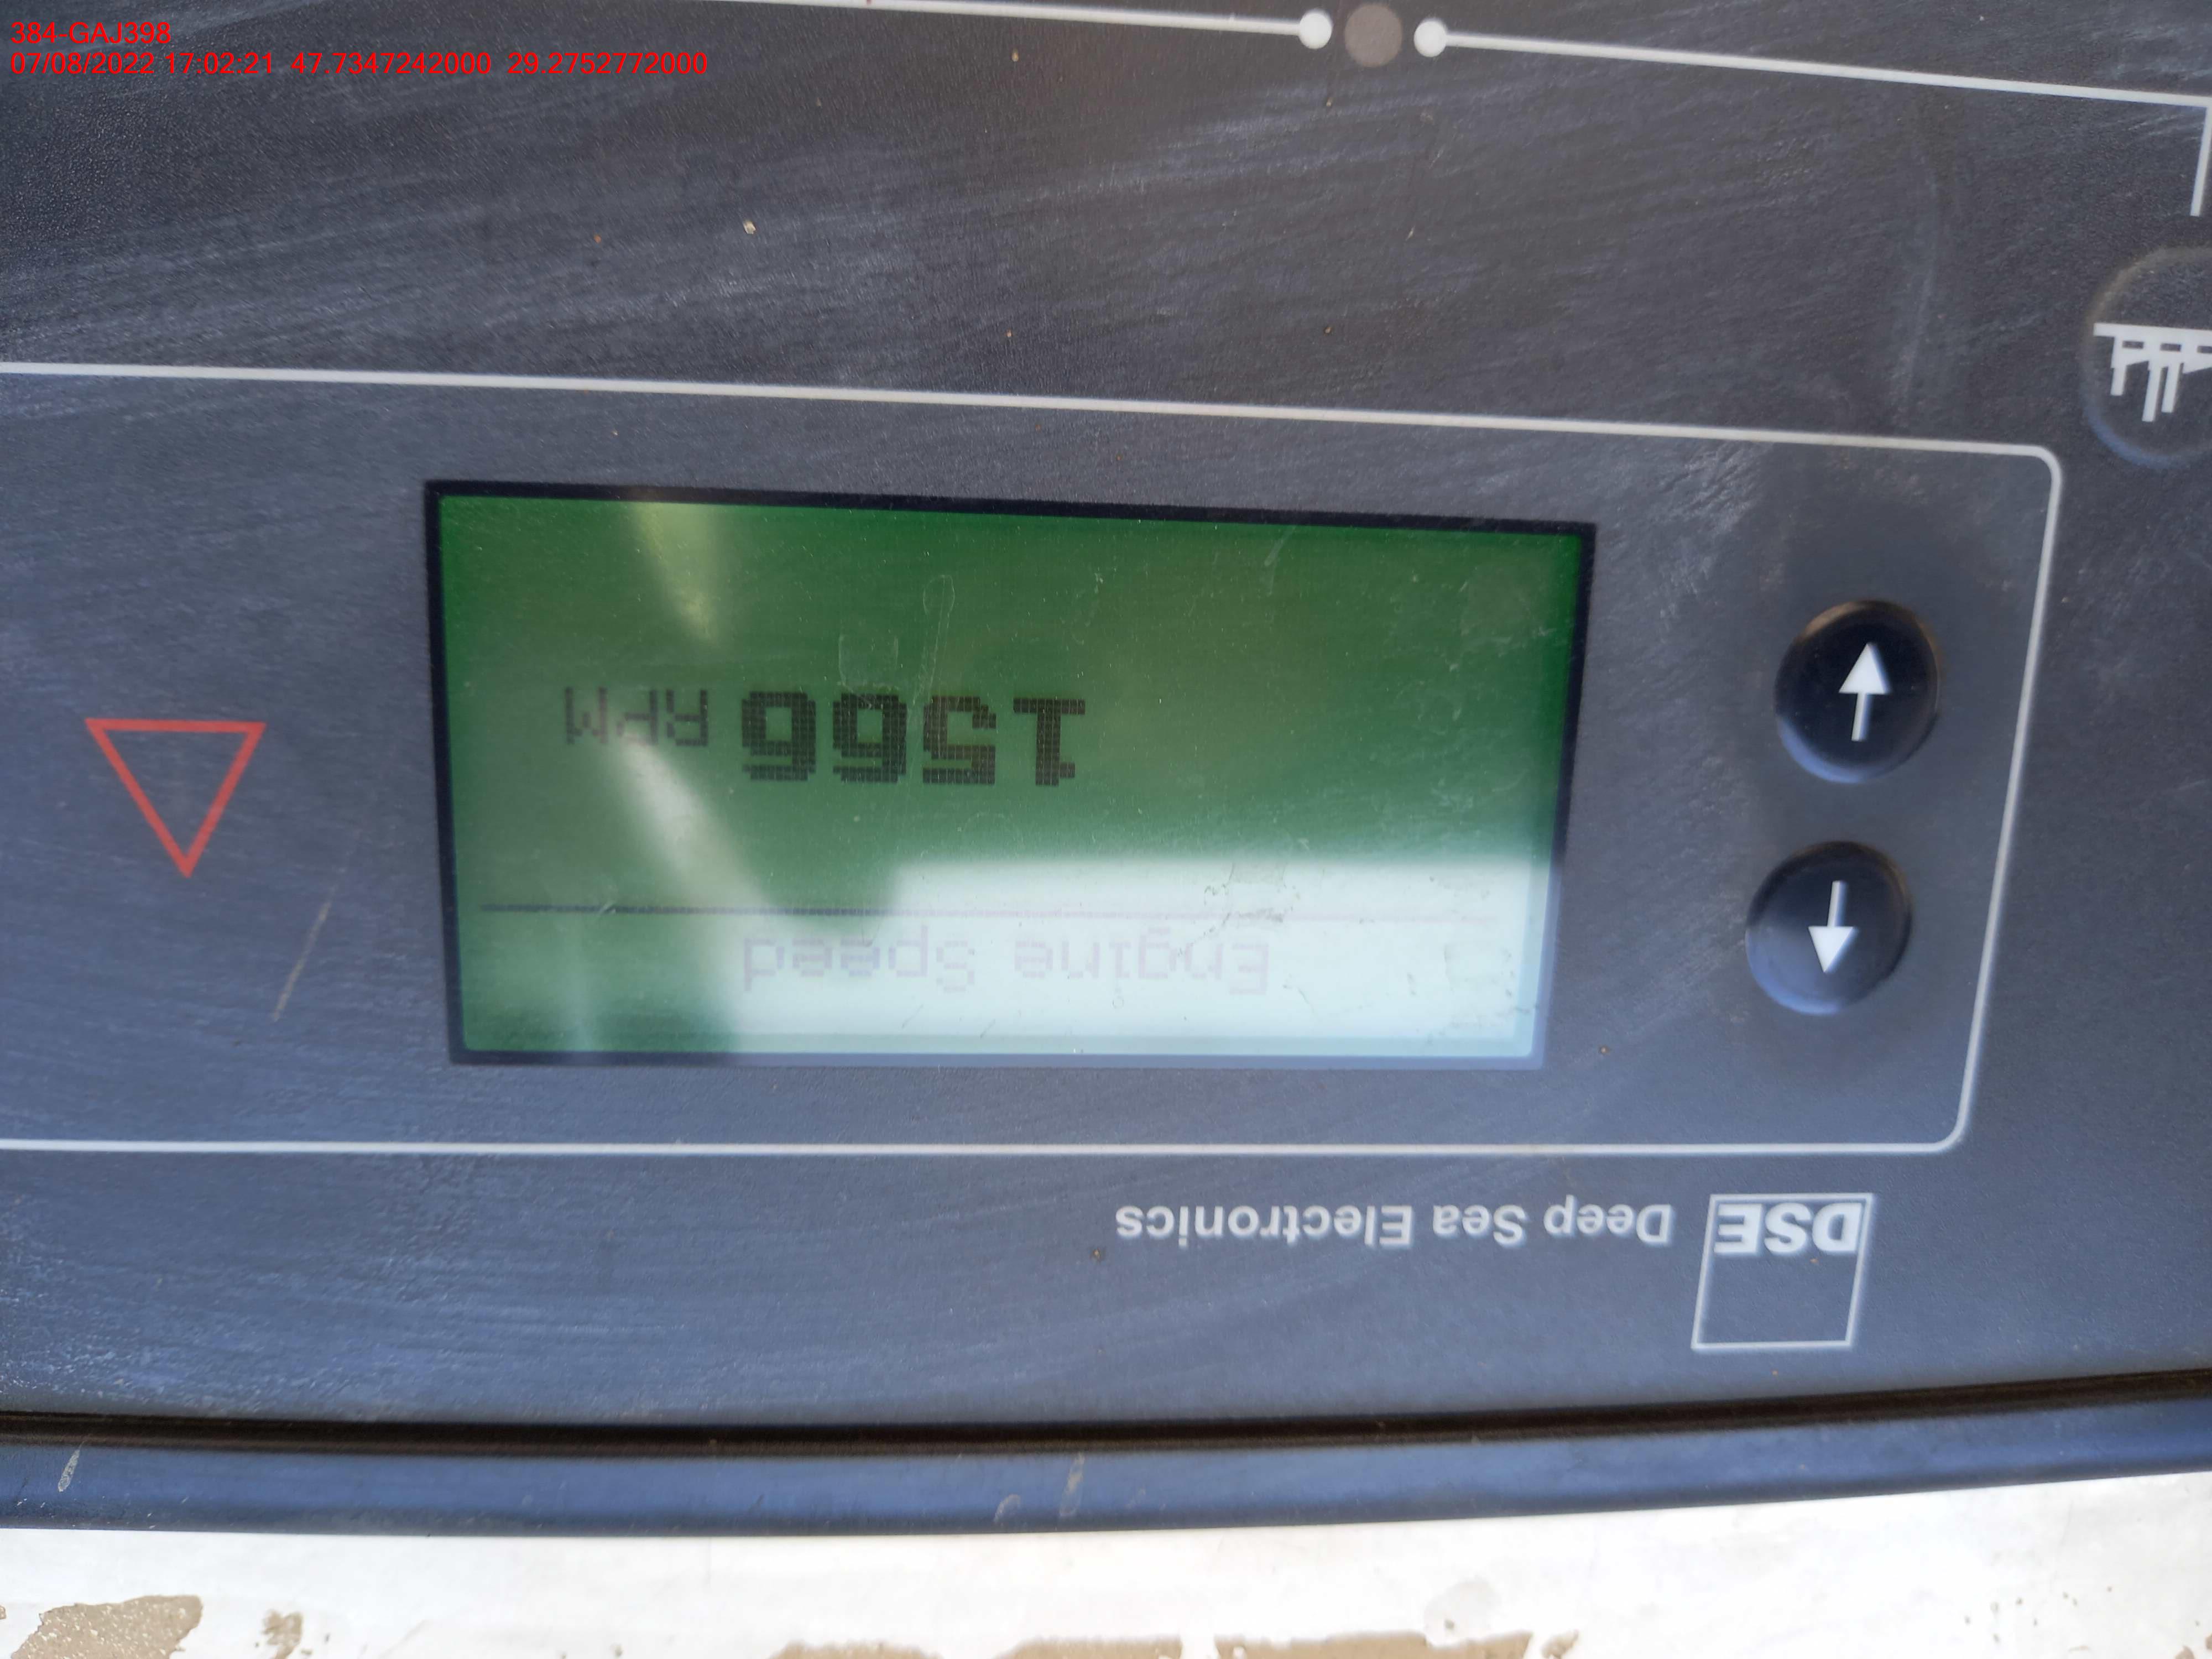 384-GAJ398
07/08/2022 17:02:21 47.7347242000 29.2752772000
DSE Deep Sea Electronics
Engine Speed
1566 RPM